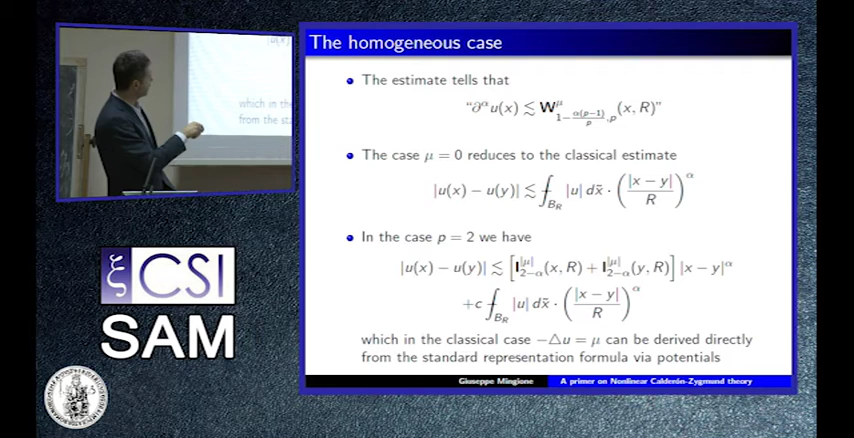 |u(x)
which in the
from the sta
The homogeneous case
The estimate tells that
“∂^α u(x) ≲ W^μ_{1−α(p−1)/p,p}(x, R)”
The case μ = 0 reduces to the classical estimate
|u(x) − u(y)| ≲ ⨍_{B_R} |u| dx̃ · (|x − y|/R)^α
In the case p = 2 we have
|u(x) − u(y)| ≲ [I^{|μ|}_{2−α}(x, R) + I^{|μ|}_{2−α}(y, R)] |x − y|^α
+c ⨍_{B_R} |u| dx̃ · (|x − y|/R)^α
which in the classical case −△u = μ can be derived directly
from the standard representation formula via potentials
Giuseppe Mingione A primer on Nonlinear Calderón-Zygmund theory
ξ CSI
SAM